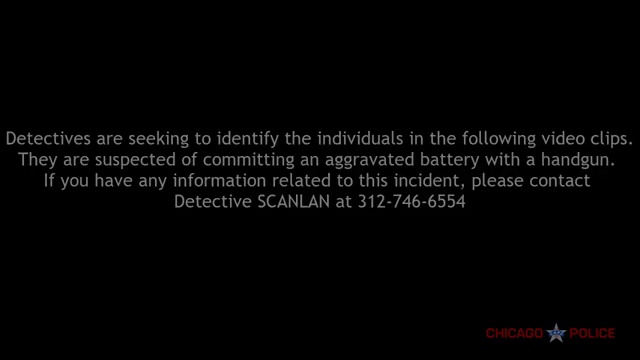 Detectives are seeking to identify the individuals in the following video clips.
They are suspected of committing an aggravated battery with a handgun.
If you have any information related to this incident, please contact
Detective SCANLAN at 312-746-6554
CHICAGO POLICE